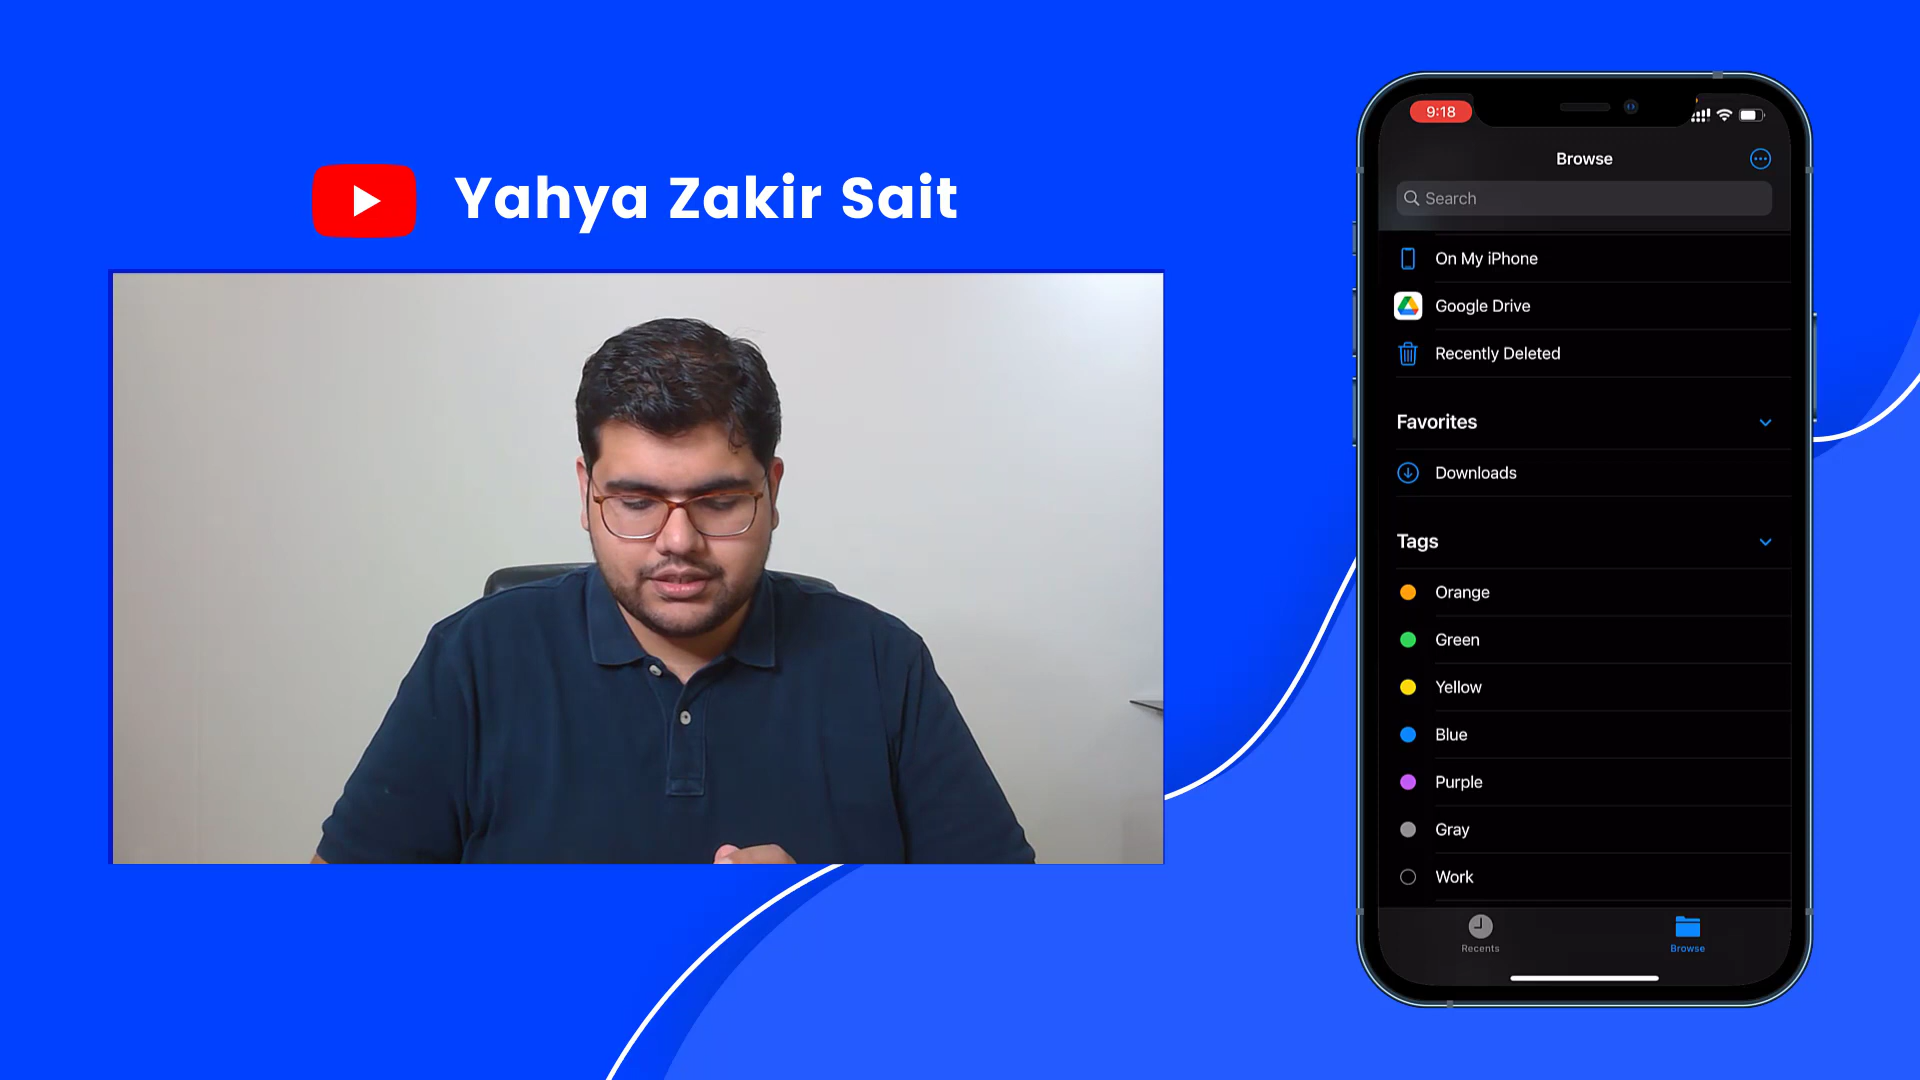 Yahya Zakir Sait
9:18
Browse
Search
On My iPhone
Google Drive
Recently Deleted
Favorites
Downloads
Tags
Orange
Green
Yellow
Blue
Purple
Gray
Work
Recents
Browse